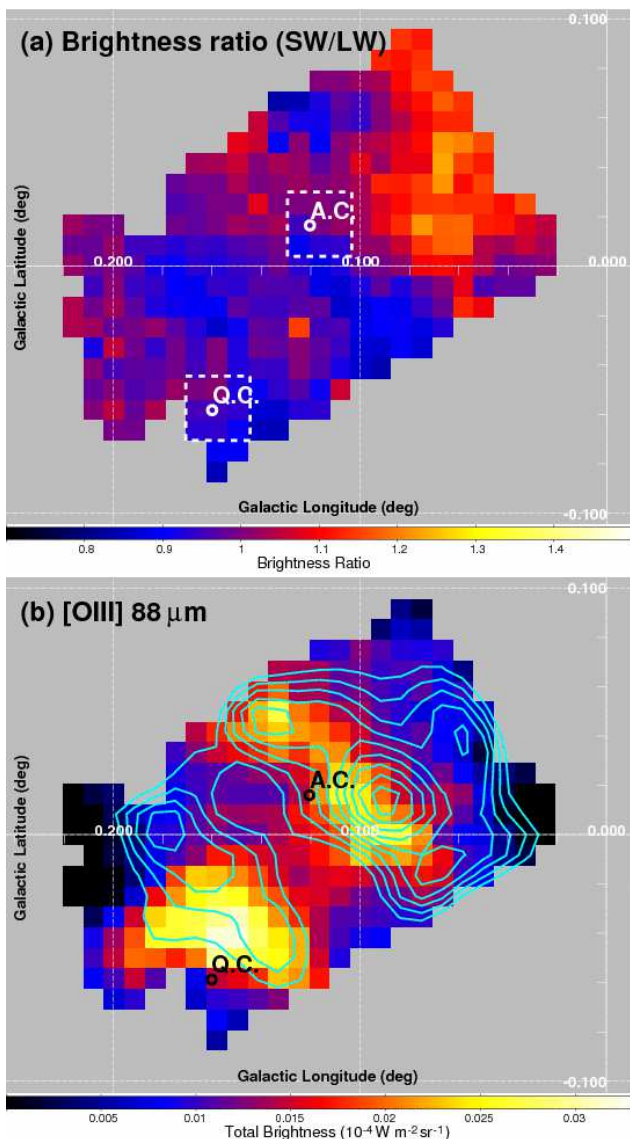 (a) Brightness ratio (SW/LW)
0.100
A.C.
0.200
0.100
0.000
Galactic Latitude (deg)
Q.C.
Galactic Longitude (deg)
-0.100
0.8 0.9 1 1.1 1.2 1.3 1.4
Brightness Ratio
(b) [OIII] 88 μm
0.100
A.C.
0.200
0.100
0.000
Galactic Latitude (deg)
Q.C.
Galactic Longitude (deg)
-0.100
0.005 0.01 0.015 0.02 0.025 0.03
Total Brightness (10⁻⁴ W m⁻² sr⁻¹)